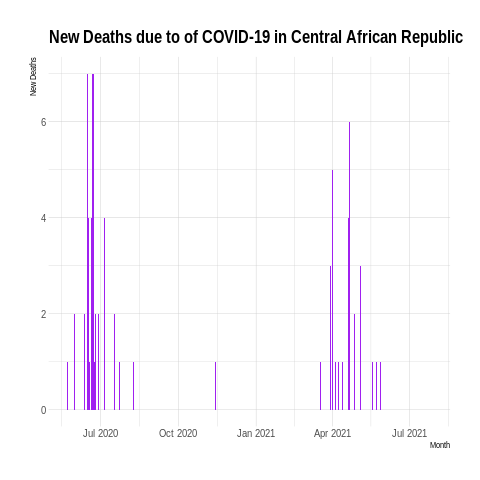 New Deaths due to of COVID-19 in Central African Republic
New Deaths
6
4
2
0
Jul 2020 Oct 2020 Jan 2021 Apr 2021 Jul 2021
Month